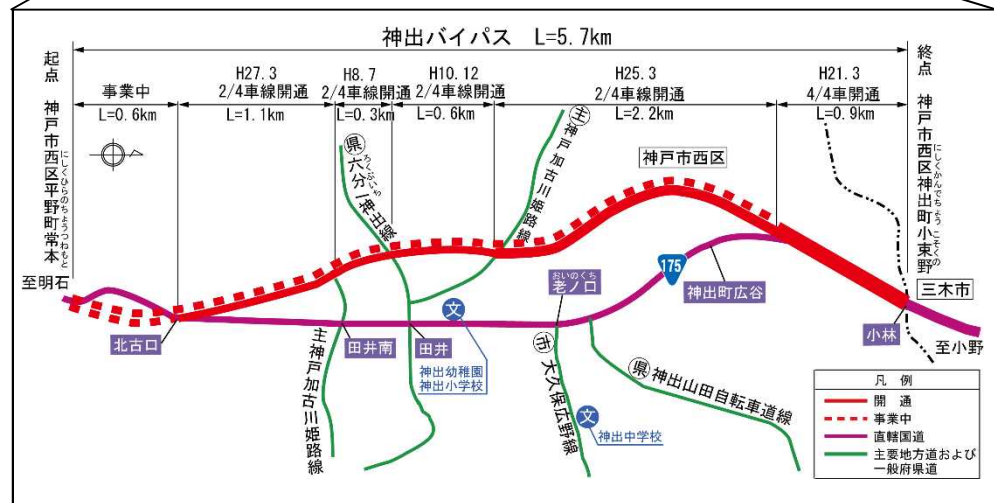 神出バイパス L=5.7km
起点 神戸市西区平野町常本
にしくひらのちょうつねもと
事業中
L=0.6km
H27.3
2/4車線開通
L=1.1km
H8.7
2/4車線開通
L=0.3km
H10.12
2/4車線開通
L=0.6km
H25.3
2/4車線開通
L=2.2km
H21.3
4/4車線開通
L=0.9km
終点 神戸市西区神出町小束野
にしくかんでちょう こそくの
県 六分一神出線
ろくぶいち
主 神戸加古川姫路線
神戸市西区
175
至明石
北古口
田井南
田井
文
神出幼稚園
神出小学校
おいのくち
老ノ口
神出町広谷
小林
三木市
至小野
主神戸加古川姫路線
市 大久保広野線
文
神出中学校
県 神出山田自転車道線
凡例
開通
事業中
直轄国道
主要地方道および
一般府県道